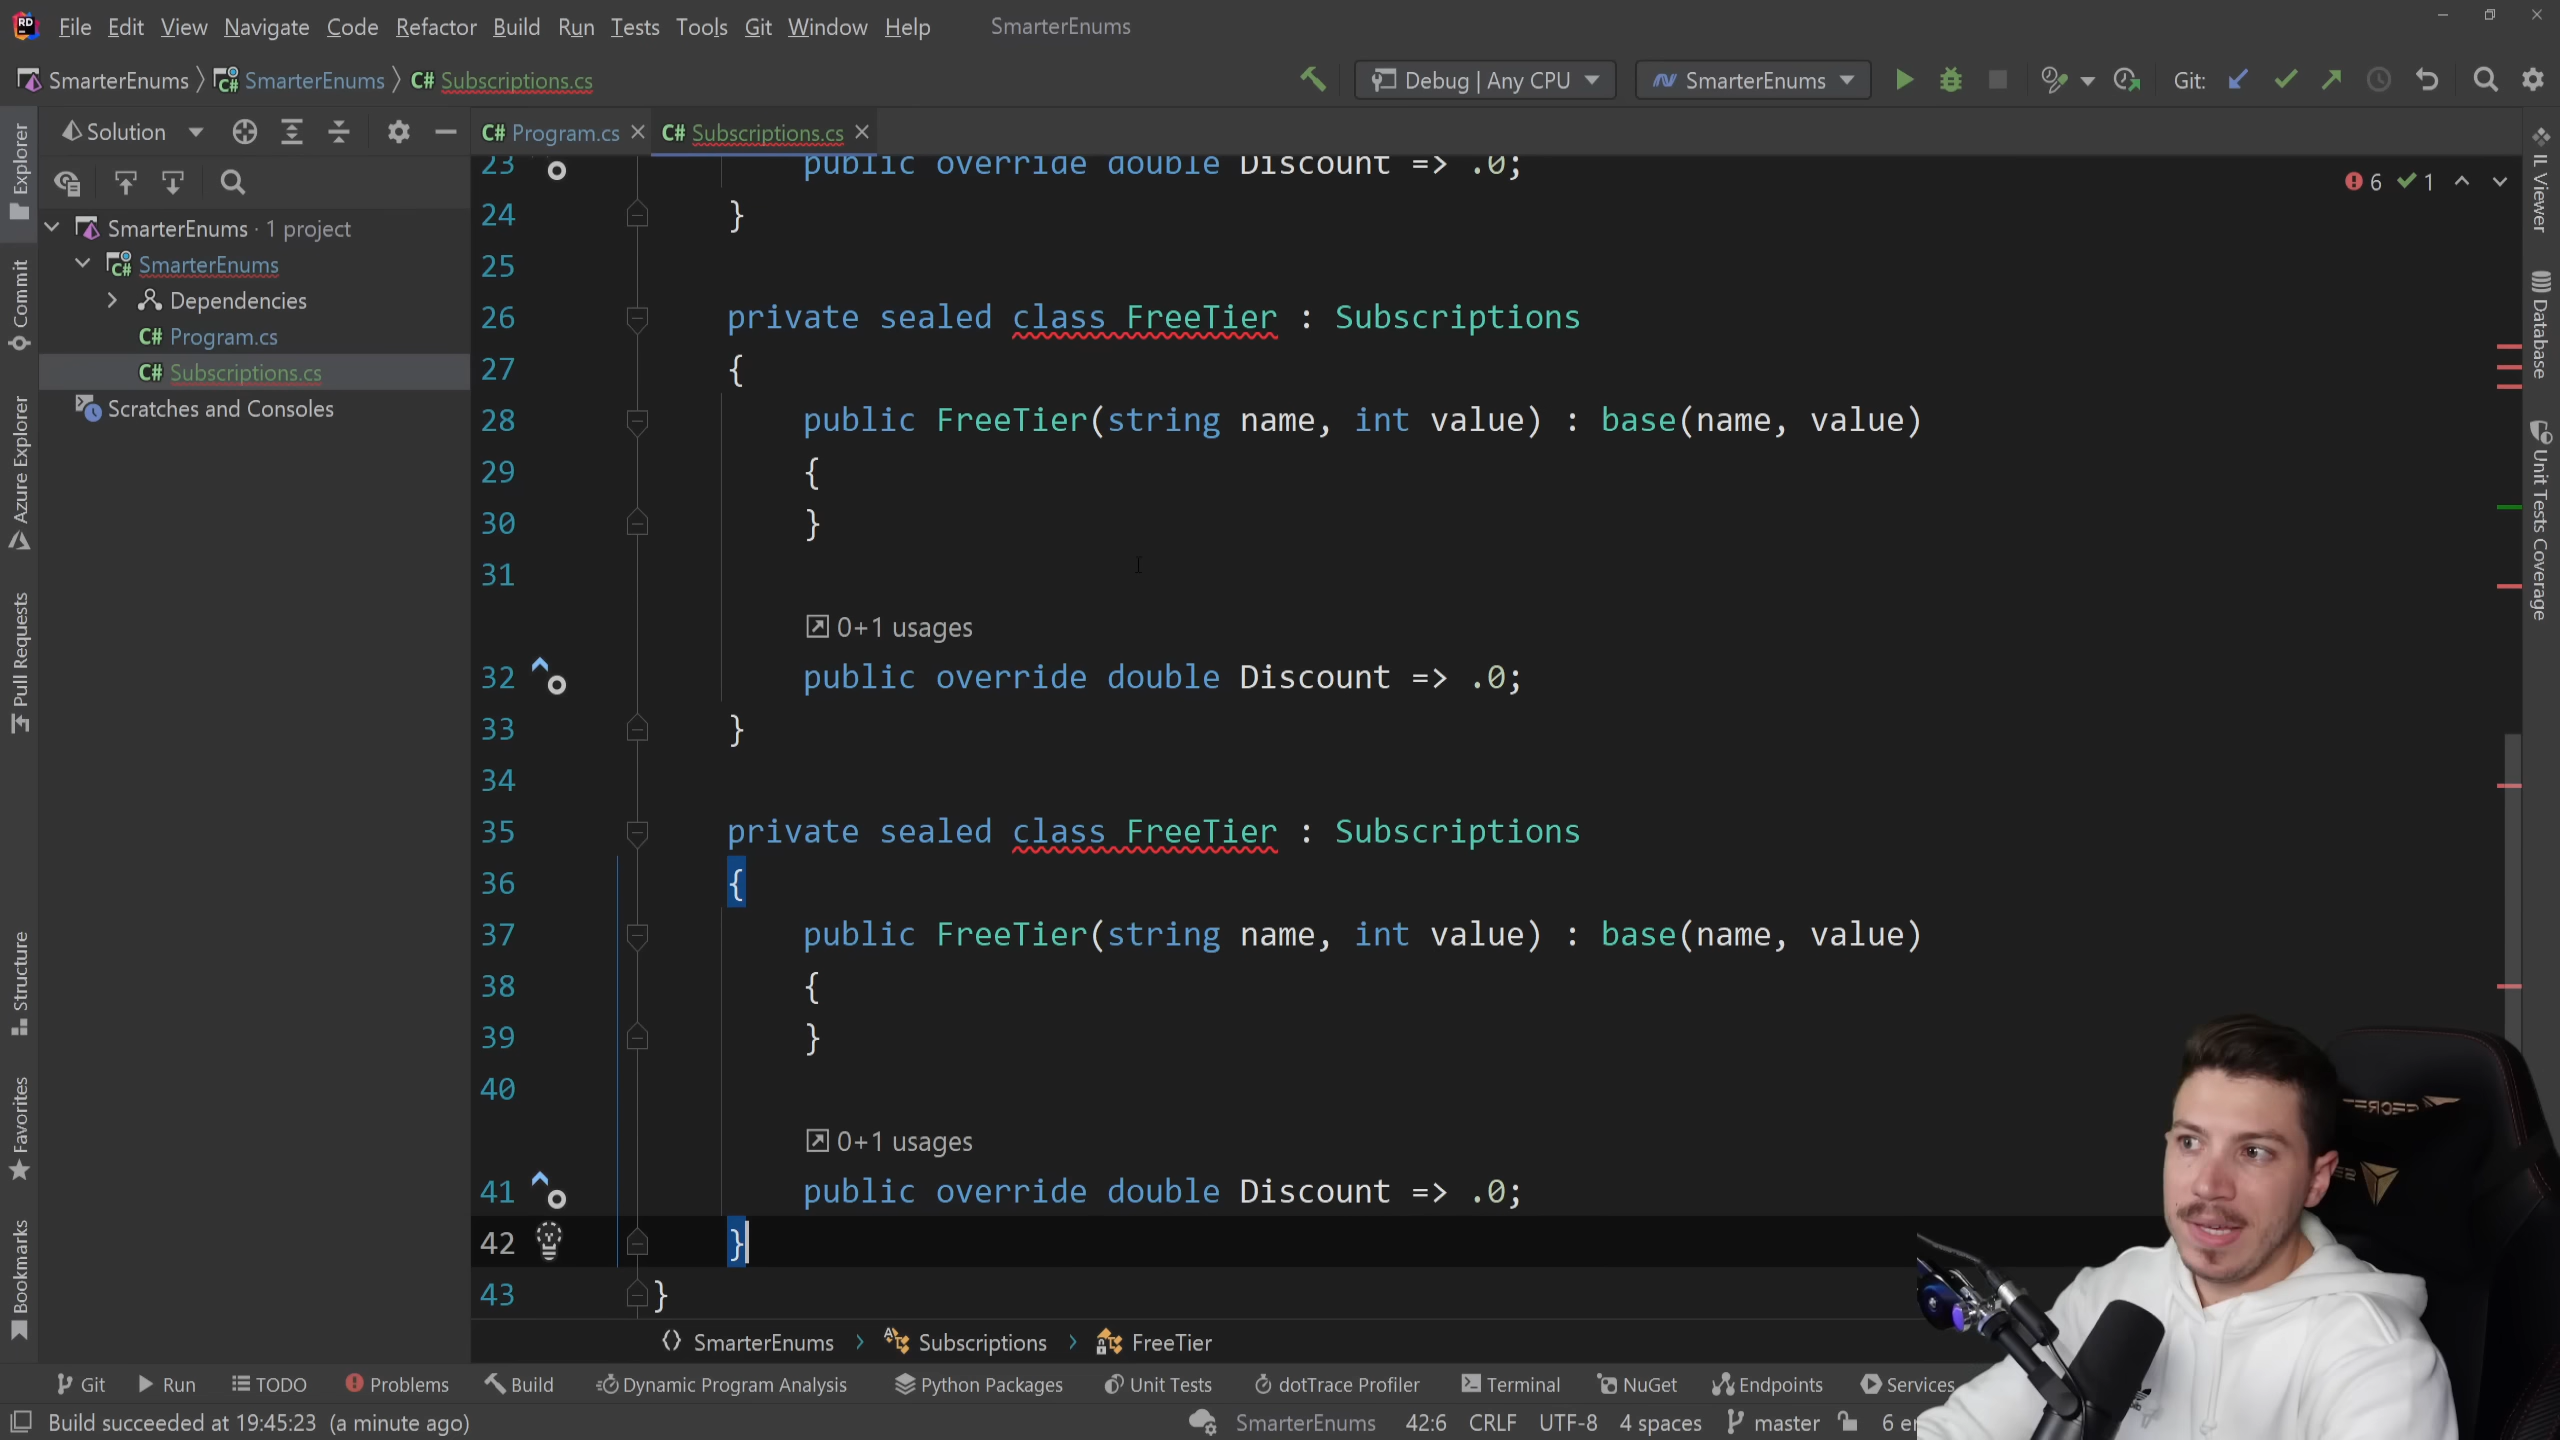 File Edit View Navigate Code Refactor Build Run Tests Tools Git Window Help SmarterEnums
SmarterEnums SmarterEnums C# Subscriptions.cs Debug | Any CPU SmarterEnums Git:
Solution
C# Program.cs C# Subscriptions.cs
SmarterEnums · 1 project
SmarterEnums
Dependencies
C# Program.cs
C# Subscriptions.cs
Scratches and Consoles
Explorer
Commit
Azure Explorer
Pull Requests
Structure
Favorites
Bookmarks
6 1
23 public override double Discount => .0;
24 }
25
26 private sealed class FreeTier : Subscriptions
27 {
28 public FreeTier(string name, int value) : base(name, value)
29 {
30 }
31
0+1 usages
32 public override double Discount => .0;
33 }
34
35 private sealed class FreeTier : Subscriptions
36 {
37 public FreeTier(string name, int value) : base(name, value)
38 {
39 }
40
0+1 usages
41 public override double Discount => .0;
42 }
43 }
IL Viewer
Database
Unit Tests Coverage
SmarterEnums Subscriptions FreeTier
Git Run TODO Problems Build Dynamic Program Analysis Python Packages Unit Tests dotTrace Profiler Terminal NuGet Endpoints Services
Build succeeded at 19:45:23 (a minute ago) SmarterEnums 42:6 CRLF UTF-8 4 spaces master 6